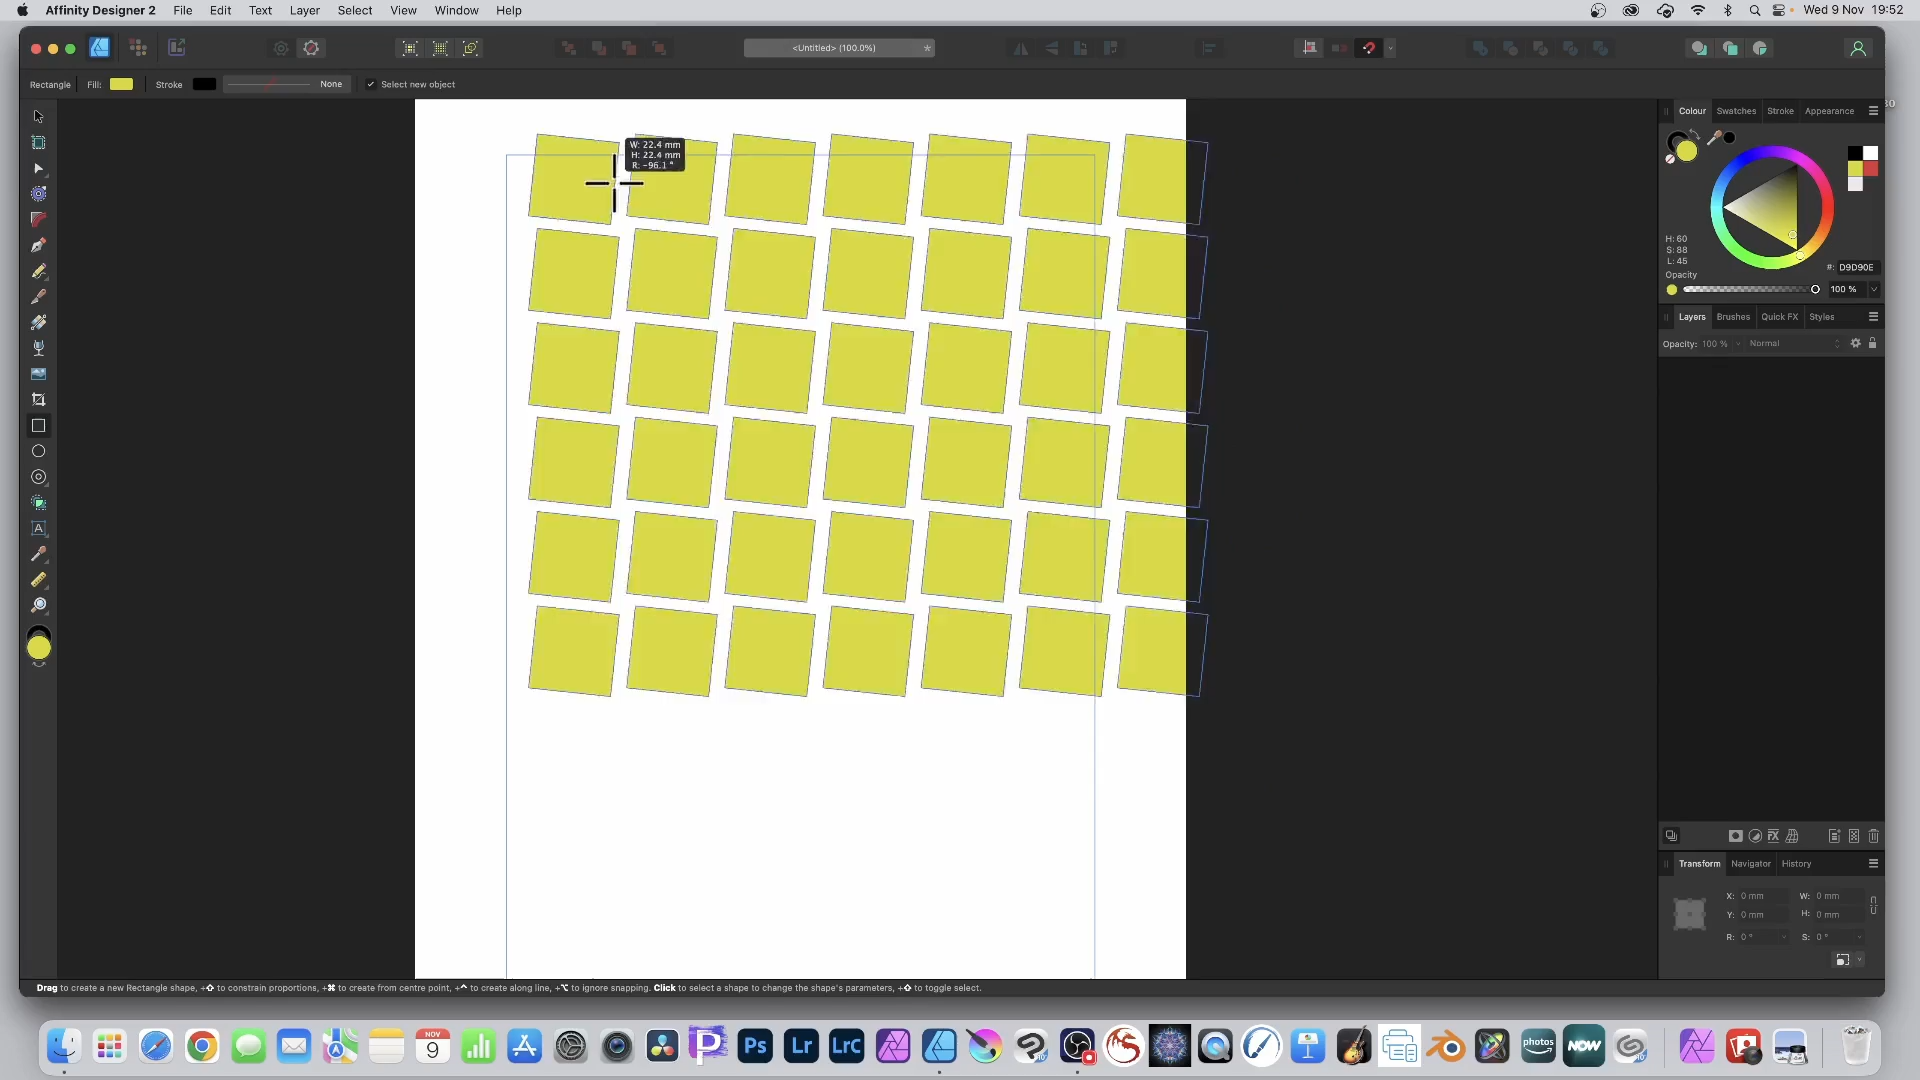 Affinity Designer 2 File Edit Text Layer Select View Window Help Wed 9 Nov 19:52
<Untitled> (100.0%) *
Rectangle Fill: Stroke None Select new object
W: 22.4 mm
H: 22.4 mm
R: -96.1 °
Colour Swatches Stroke Appearance
H: 60
S: 88
L: 45
#: D9D90E
Opacity
100 %
Layers Brushes Quick FX Styles
Opacity: 100 % Normal
Transform Navigator History
X: 0 mm W: 0 mm
Y: 0 mm H: 0 mm
R: 0 ° S: 0 °
Drag to create a new Rectangle shape, +⇧ to constrain proportions, +⌘ to create from centre point, +^ to create along line, +⌥ to ignore snapping. Click to select a shape to change the shape's parameters, +⇧ to toggle select.
NOV
9
Ps Lr LrC
photos
NOW